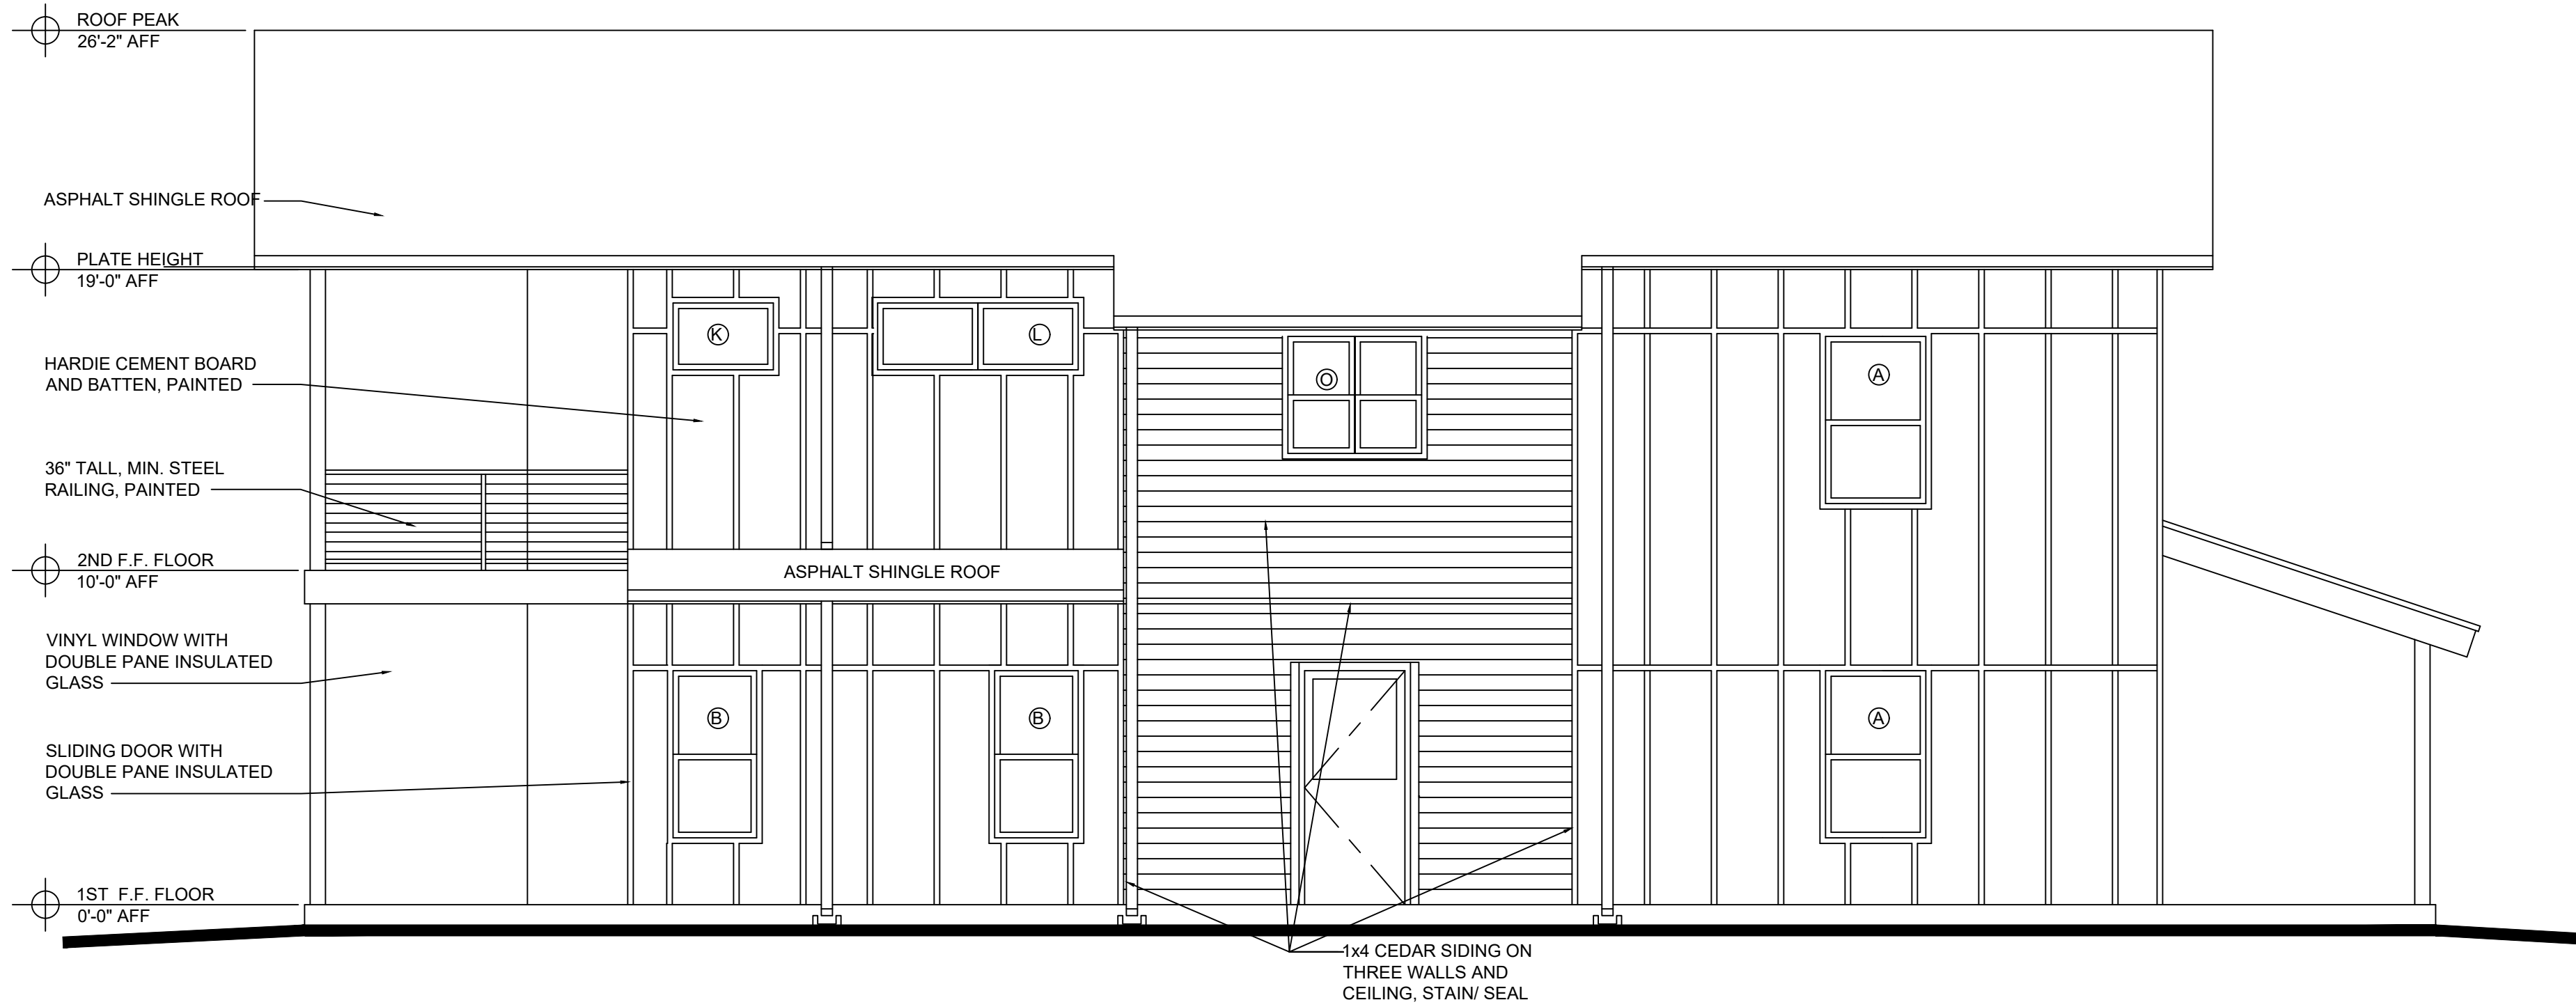 ROOF PEAK
26'-2" AFF
ASPHALT SHINGLE ROOF
PLATE HEIGHT
19'-0" AFF
HARDIE CEMENT BOARD
AND BATTEN, PAINTED
36" TALL, MIN. STEEL
RAILING, PAINTED
2ND F.F. FLOOR
10'-0" AFF
VINYL WINDOW WITH
DOUBLE PANE INSULATED
GLASS
SLIDING DOOR WITH
DOUBLE PANE INSULATED
GLASS
1ST F.F. FLOOR
0'-0" AFF
K
L
O
A
ASPHALT SHINGLE ROOF
B
B
A
1x4 CEDAR SIDING ON
THREE WALLS AND
CEILING, STAIN/ SEAL